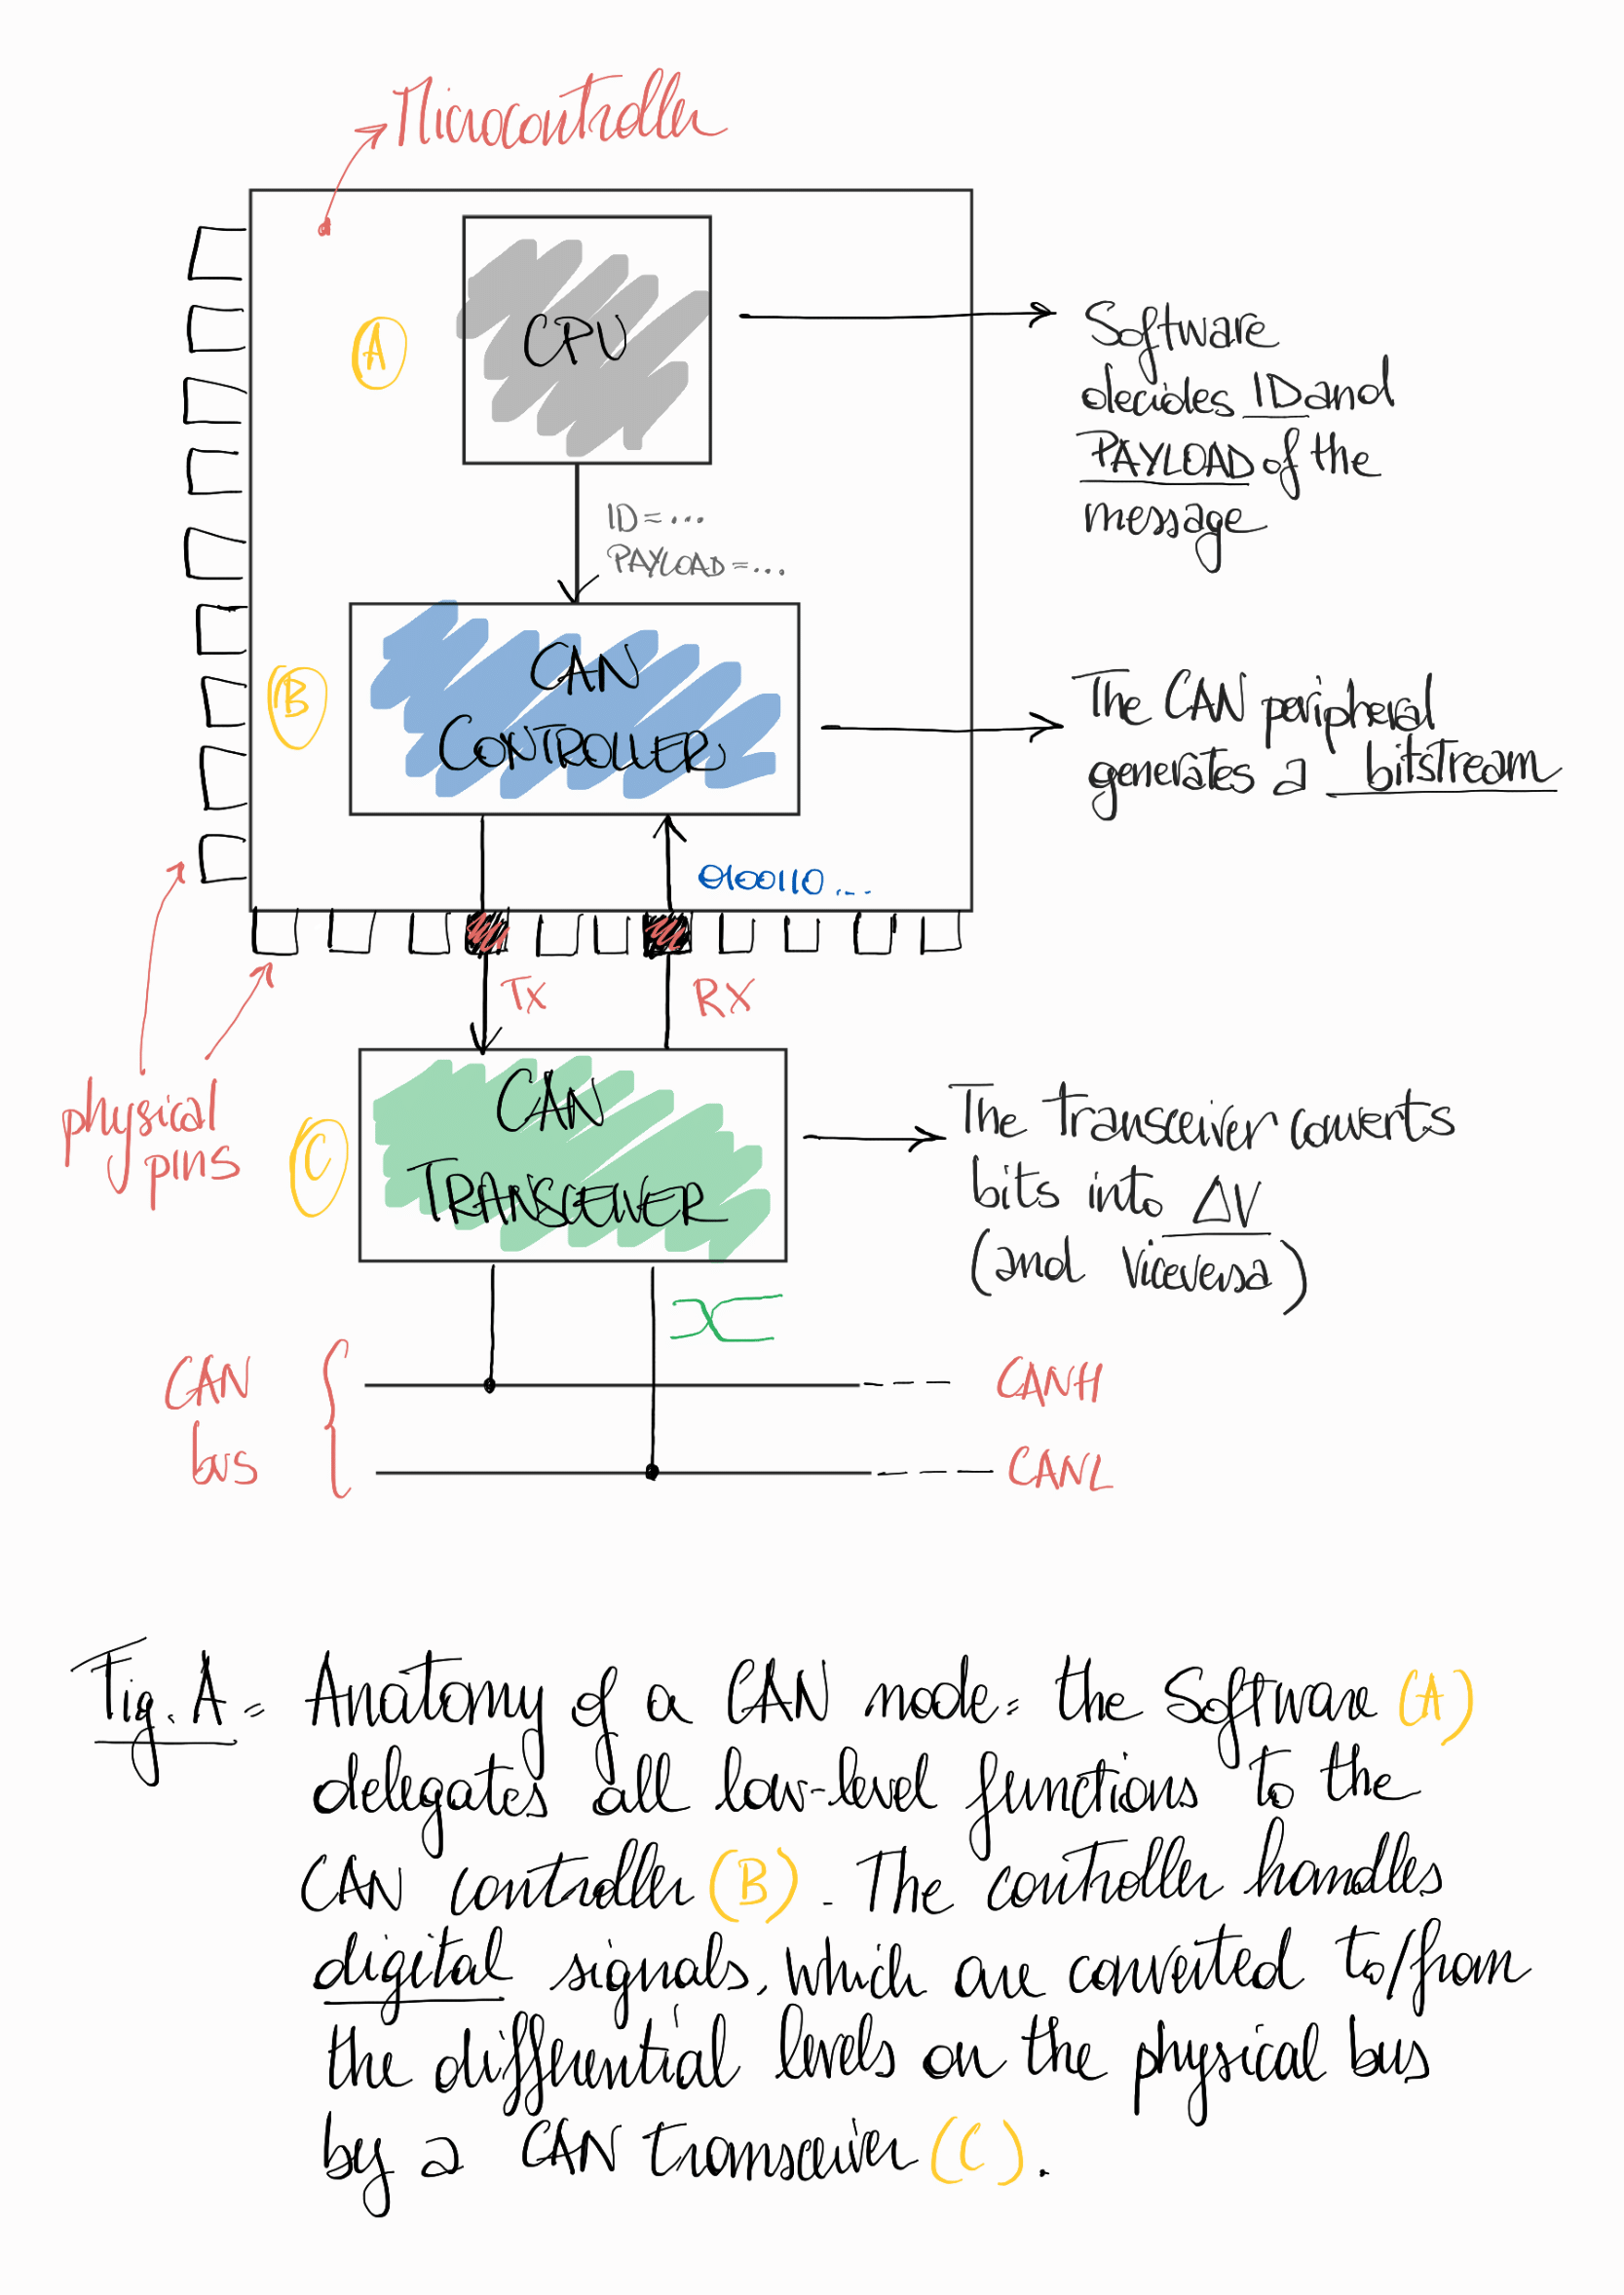 Microcontroller
A
CPU
Software
decides ID and
PAYLOAD of the
message
ID=...
PAYLOAD=...
B
CAN
CONTROLLER
The CAN peripheral
generates a bitstream
0100110...
TX
RX
physical
pins
C
CAN
TRANSCEIVER
The transceiver converts
bits into ΔV
(and viceversa)
CAN
bus
CANH
CANL
Fig. A = Anatomy of a CAN node: the Software (A)
delegates all low-level functions to the
CAN controller (B). The controller handles
digital signals, which are converted to/from
the differential levels on the physical bus
by a CAN transceiver (C).